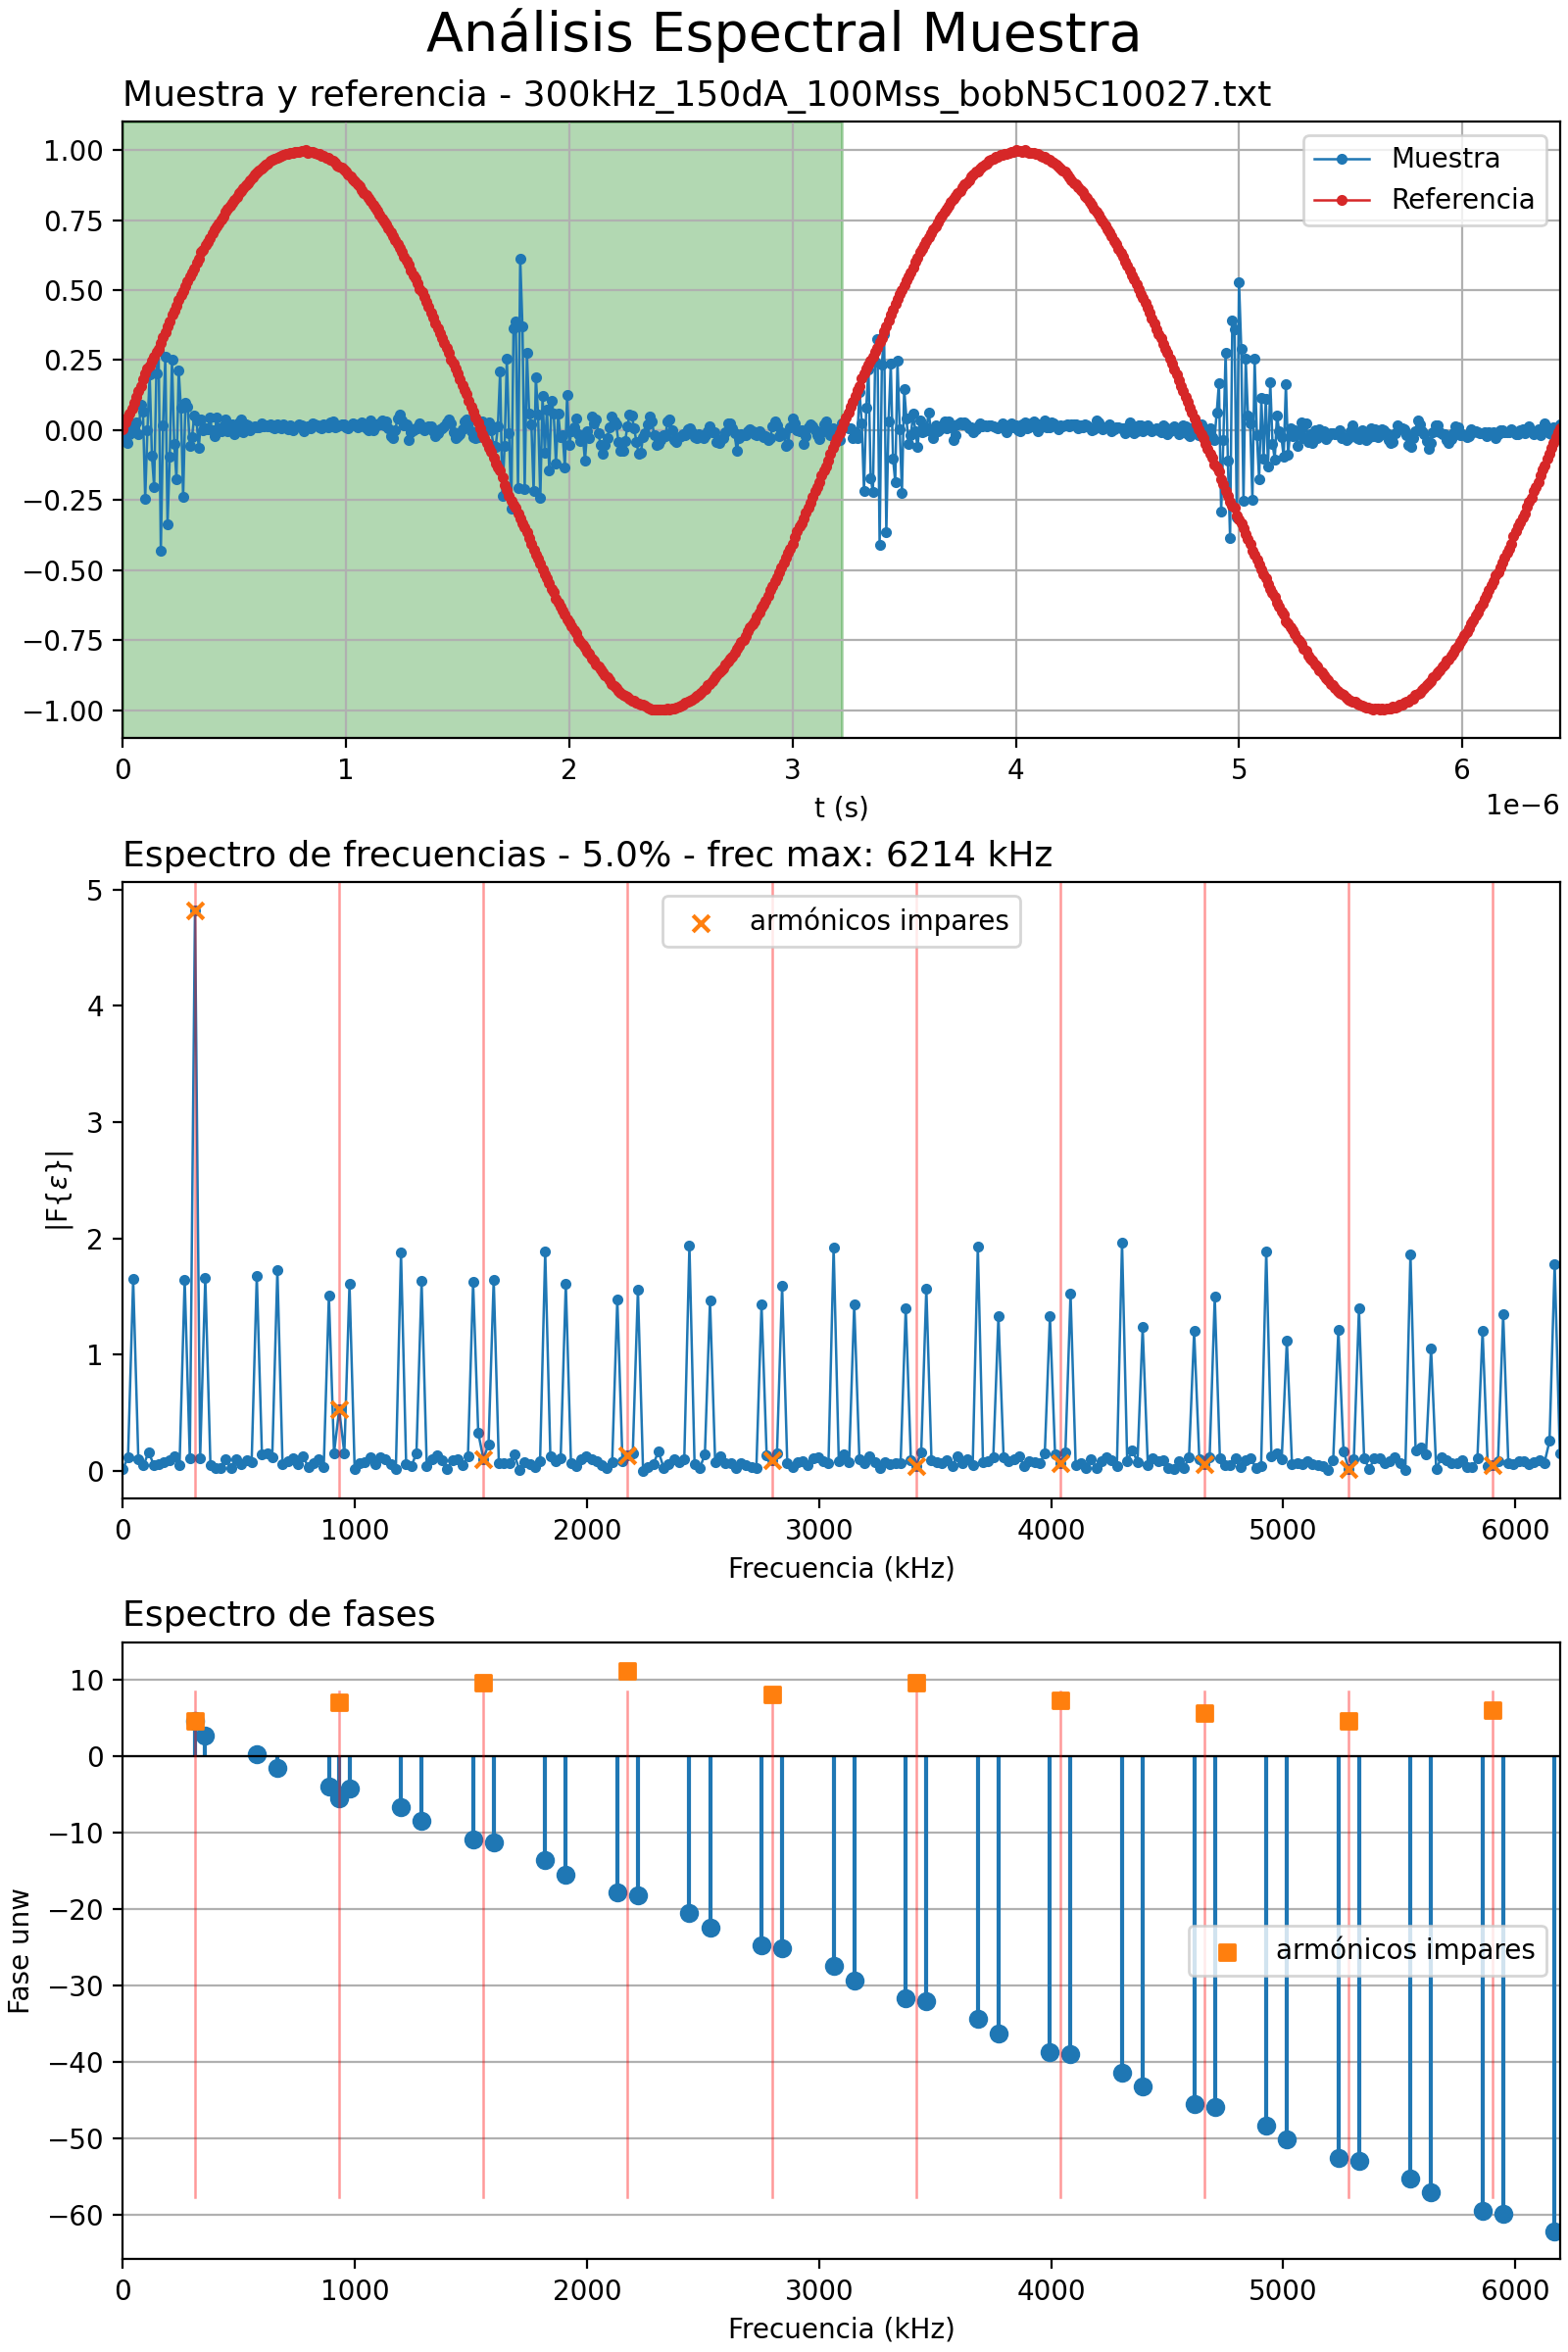 Análisis Espectral Muestra
Muestra y referencia - 300kHz_150dA_100Mss_bobN5C10027.txt
1.00
0.75
0.50
0.25
0.00
−0.25
−0.50
−0.75
−1.00
Muestra
Referencia
0 1 2 3 4 5 6
t (s)
1e−6
Espectro de frecuencias - 5.0% - frec max: 6214 kHz
5
4
3
2
1
0
|F{ε}|
armónicos impares
0 1000 2000 3000 4000 5000 6000
Frecuencia (kHz)
Espectro de fases
10
0
−10
−20
−30
−40
−50
−60
Fase unw
armónicos impares
0 1000 2000 3000 4000 5000 6000
Frecuencia (kHz)